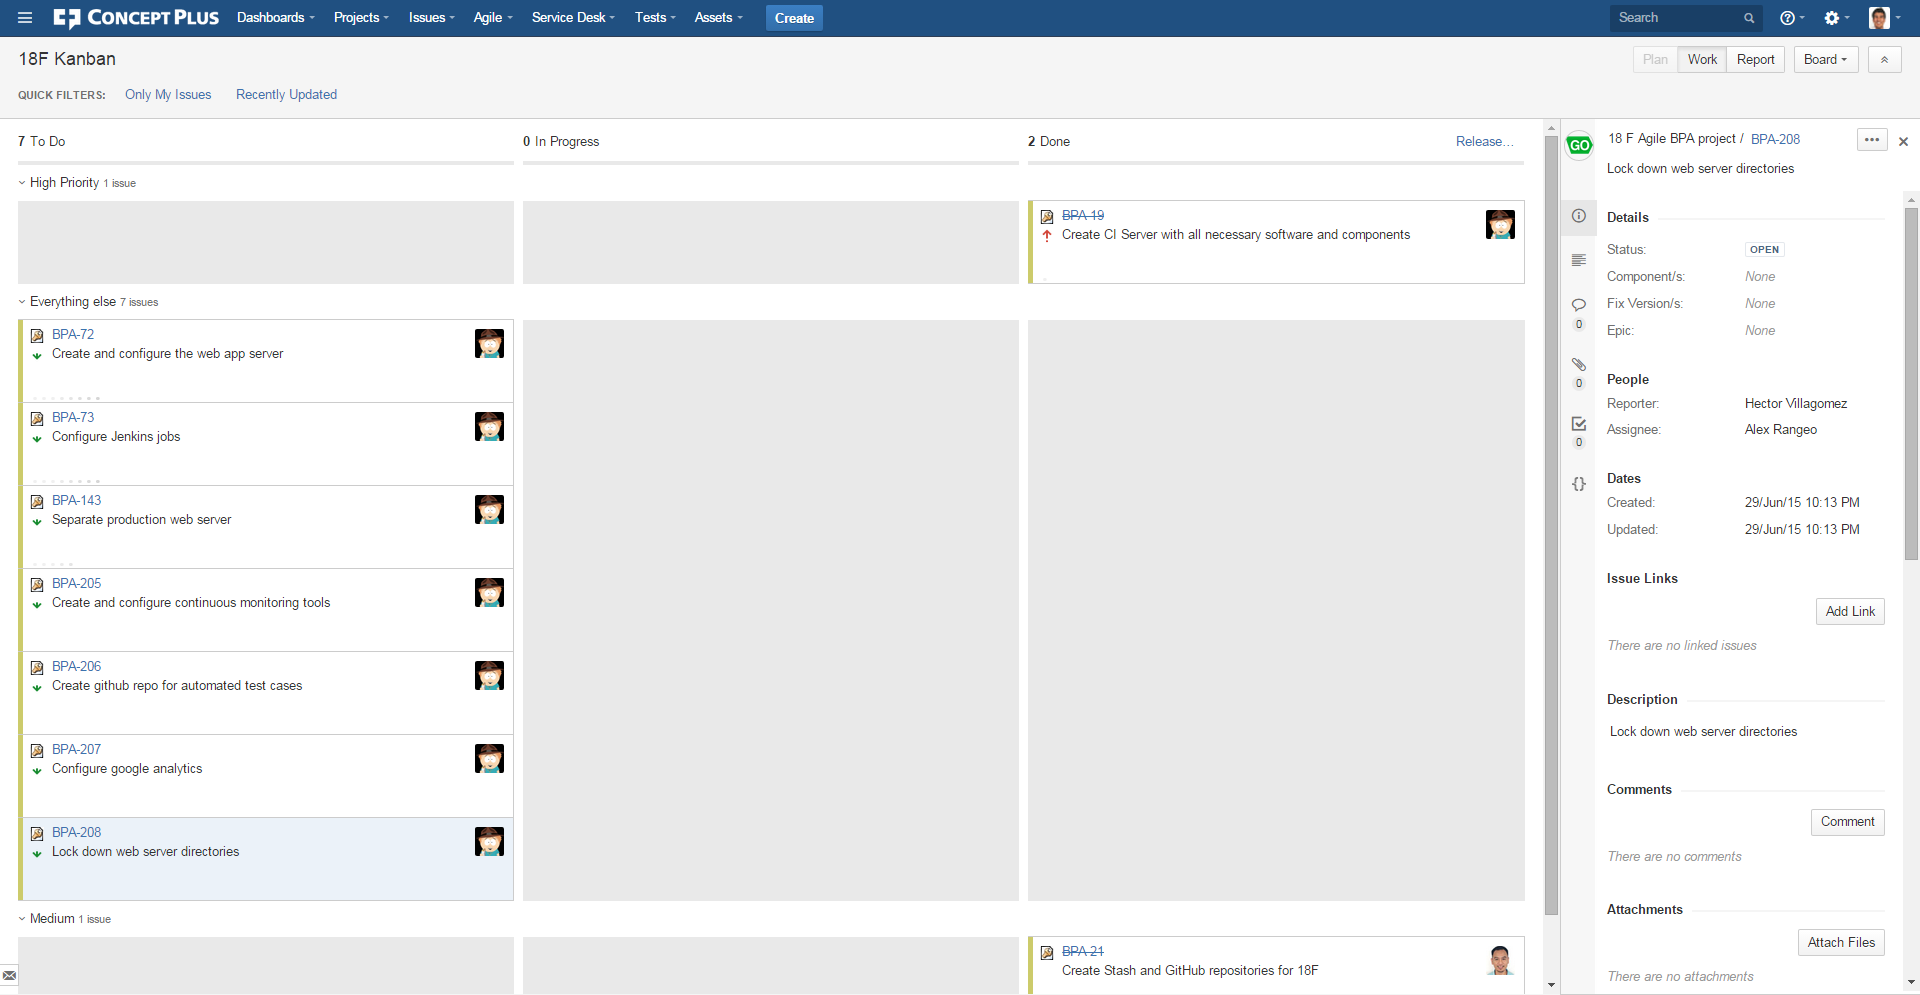 CONCEPT PLUS Dashboards Projects Issues Agile Service Desk Tests Assets Create Search
18F Kanban Plan Work Report Board
QUICK FILTERS: Only My Issues Recently Updated
7 To Do 0 In Progress 2 Done Release...
High Priority 1 issue
BPA-19
Create CI Server with all necessary software and components
Everything else 7 issues
BPA-72
Create and configure the web app server
BPA-73
Configure Jenkins jobs
BPA-143
Separate production web server
BPA-205
Create and configure continuous monitoring tools
BPA-206
Create github repo for automated test cases
BPA-207
Configure google analytics
BPA-208
Lock down web server directories
Medium 1 issue
BPA-21
Create Stash and GitHub repositories for 18F
GO
18 F Agile BPA project / BPA-208
Lock down web server directories
Details
Status: OPEN
Component/s: None
Fix Version/s: None
Epic: None
0
0
0
People
Reporter: Hector Villagomez
Assignee: Alex Rangeo
Dates
Created: 29/Jun/15 10:13 PM
Updated: 29/Jun/15 10:13 PM
Issue Links
Add Link
There are no linked issues
Description
Lock down web server directories
Comments
Comment
There are no comments
Attachments
Attach Files
There are no attachments